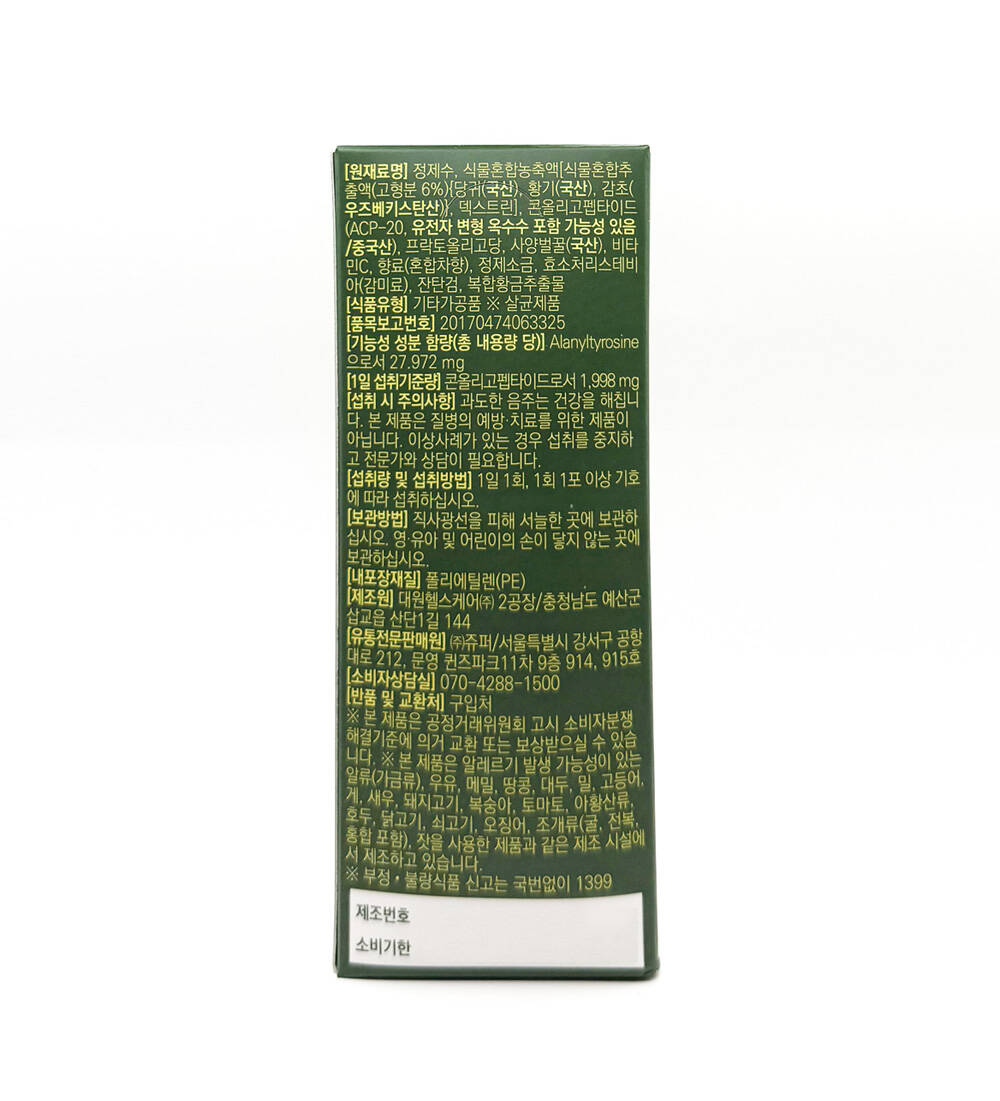 [원재료명] 정제수, 식물혼합농축액[식물혼합추
출액(고형분 6%){당귀(국산), 황기(국산), 감초(
우즈베키스탄산)}, 덱스트린], 콘올리고펩타이드
(ACP-20, 유전자 변형 옥수수 포함 가능성 있음
/중국산), 프락토올리고당, 사양벌꿀(국산), 비타
민C, 향료(혼합차향), 정제소금, 효소처리스테비
아(감미료), 잔탄검, 복합황금추출물
[식품유형] 기타가공품 ※ 살균제품
[품목보고번호] 20170474063325
[기능성 성분 함량(총 내용량 당)] Alanyltyrosine
으로서 27.972 mg
[1일 섭취기준량] 콘올리고펩타이드로서 1,998 mg
[섭취 시 주의사항] 과도한 음주는 건강을 해칩니
다. 본 제품은 질병의 예방·치료를 위한 제품이
아닙니다. 이상사례가 있는 경우 섭취를 중지하
고 전문가와 상담이 필요합니다.
[섭취량 및 섭취방법] 1일 1회, 1회 1포 이상 기호
에 따라 섭취하십시오.
[보관방법] 직사광선을 피해 서늘한 곳에 보관하
십시오. 영·유아 및 어린이의 손이 닿지 않는 곳에
보관하십시오.
[내포장재질] 폴리에틸렌(PE)
[제조원] 대원헬스케어㈜ 2공장/충청남도 예산군
삽교읍 산단1길 144
[유통전문판매원] ㈜쥬퍼/서울특별시 강서구 공항
대로 212, 문영 퀸즈파크11차 9층 914, 915호
[소비자상담실] 070-4288-1500
[반품 및 교환처] 구입처
※ 본 제품은 공정거래위원회 고시 소비자분쟁
해결기준에 의거 교환 또는 보상받으실 수 있습
니다. ※ 본 제품은 알레르기 발생 가능성이 있는
알류(가금류), 우유, 메밀, 땅콩, 대두, 밀, 고등어,
게, 새우, 돼지고기, 복숭아, 토마토, 아황산류,
호두, 닭고기, 쇠고기, 오징어, 조개류(굴, 전복,
홍합 포함), 잣을 사용한 제품과 같은 제조 시설에
서 제조하고 있습니다.
※ 부정·불량식품 신고는 국번없이 1399
제조번호
소비기한